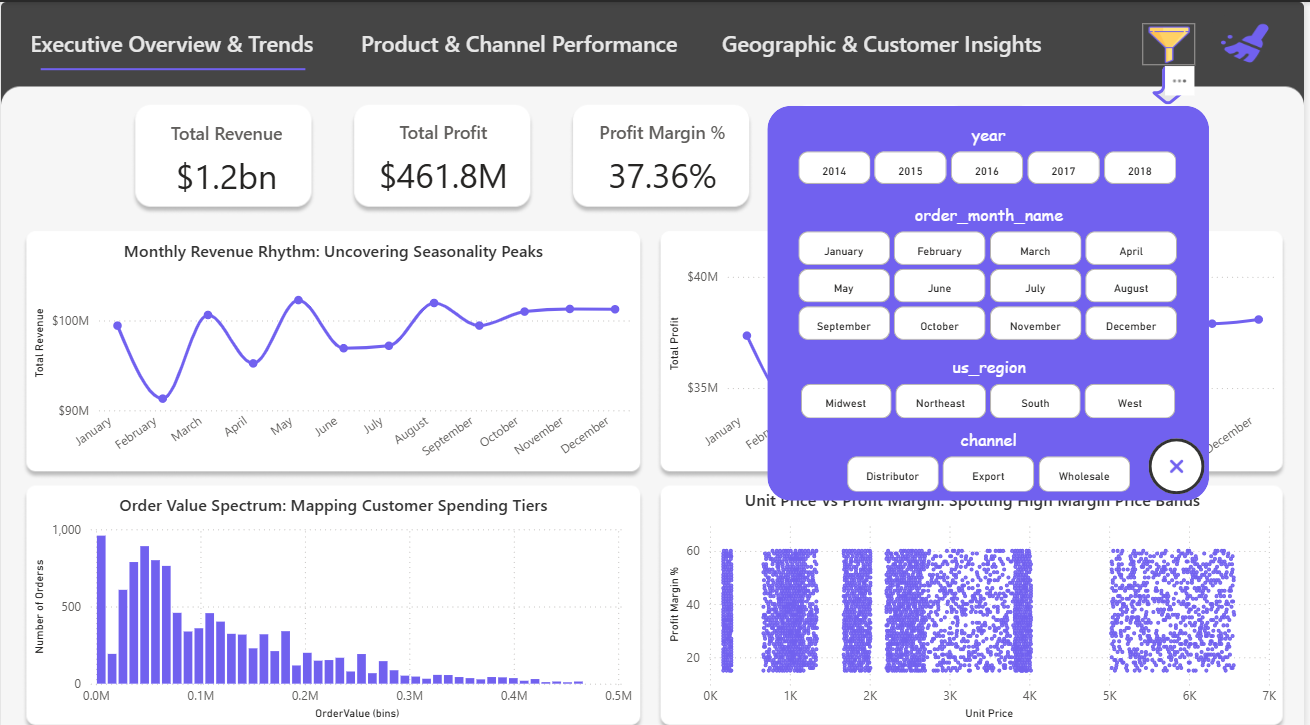 Executive Overview & Trends
Product & Channel Performance
Geographic & Customer Insights
Total Revenue
$1.2bn
Total Profit
$461.8M
Profit Margin %
37.36%
year
2014 2015 2016 2017 2018
order_month_name
January February March April
May June July August
September October November December
us_region
Midwest Northeast South West
channel
Distributor Export Wholesale
Monthly Revenue Rhythm: Uncovering Seasonality Peaks
Total Revenue
$100M
$90M
January February March April May June July August September October November December
Total Profit
$40M
$35M
January December
Order Value Spectrum: Mapping Customer Spending Tiers
Number of Orderss
1,000
500
0
0.0M 0.1M 0.2M 0.3M 0.4M 0.5M
OrderValue (bins)
Unit Price Vs Profit Margin: Spotting High Margin Price Bands
Profit Margin %
60
40
20
0K 1K 2K 3K 4K 5K 6K 7K
Unit Price